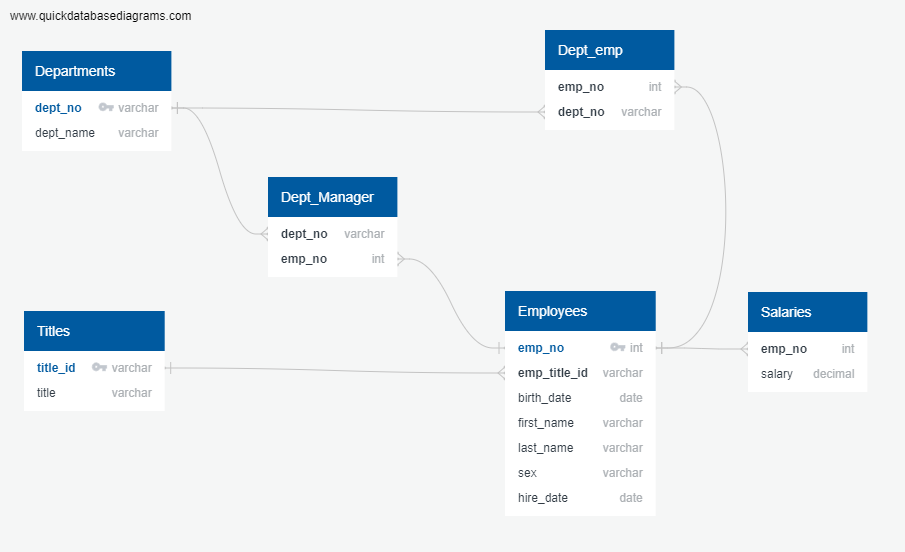 www.quickdatabasediagrams.com
Departments
dept_no varchar
dept_name varchar
Dept_emp
emp_no int
dept_no varchar
Dept_Manager
dept_no varchar
emp_no int
Titles
title_id varchar
title varchar
Employees
emp_no int
emp_title_id varchar
birth_date date
first_name varchar
last_name varchar
sex varchar
hire_date date
Salaries
emp_no int
salary decimal